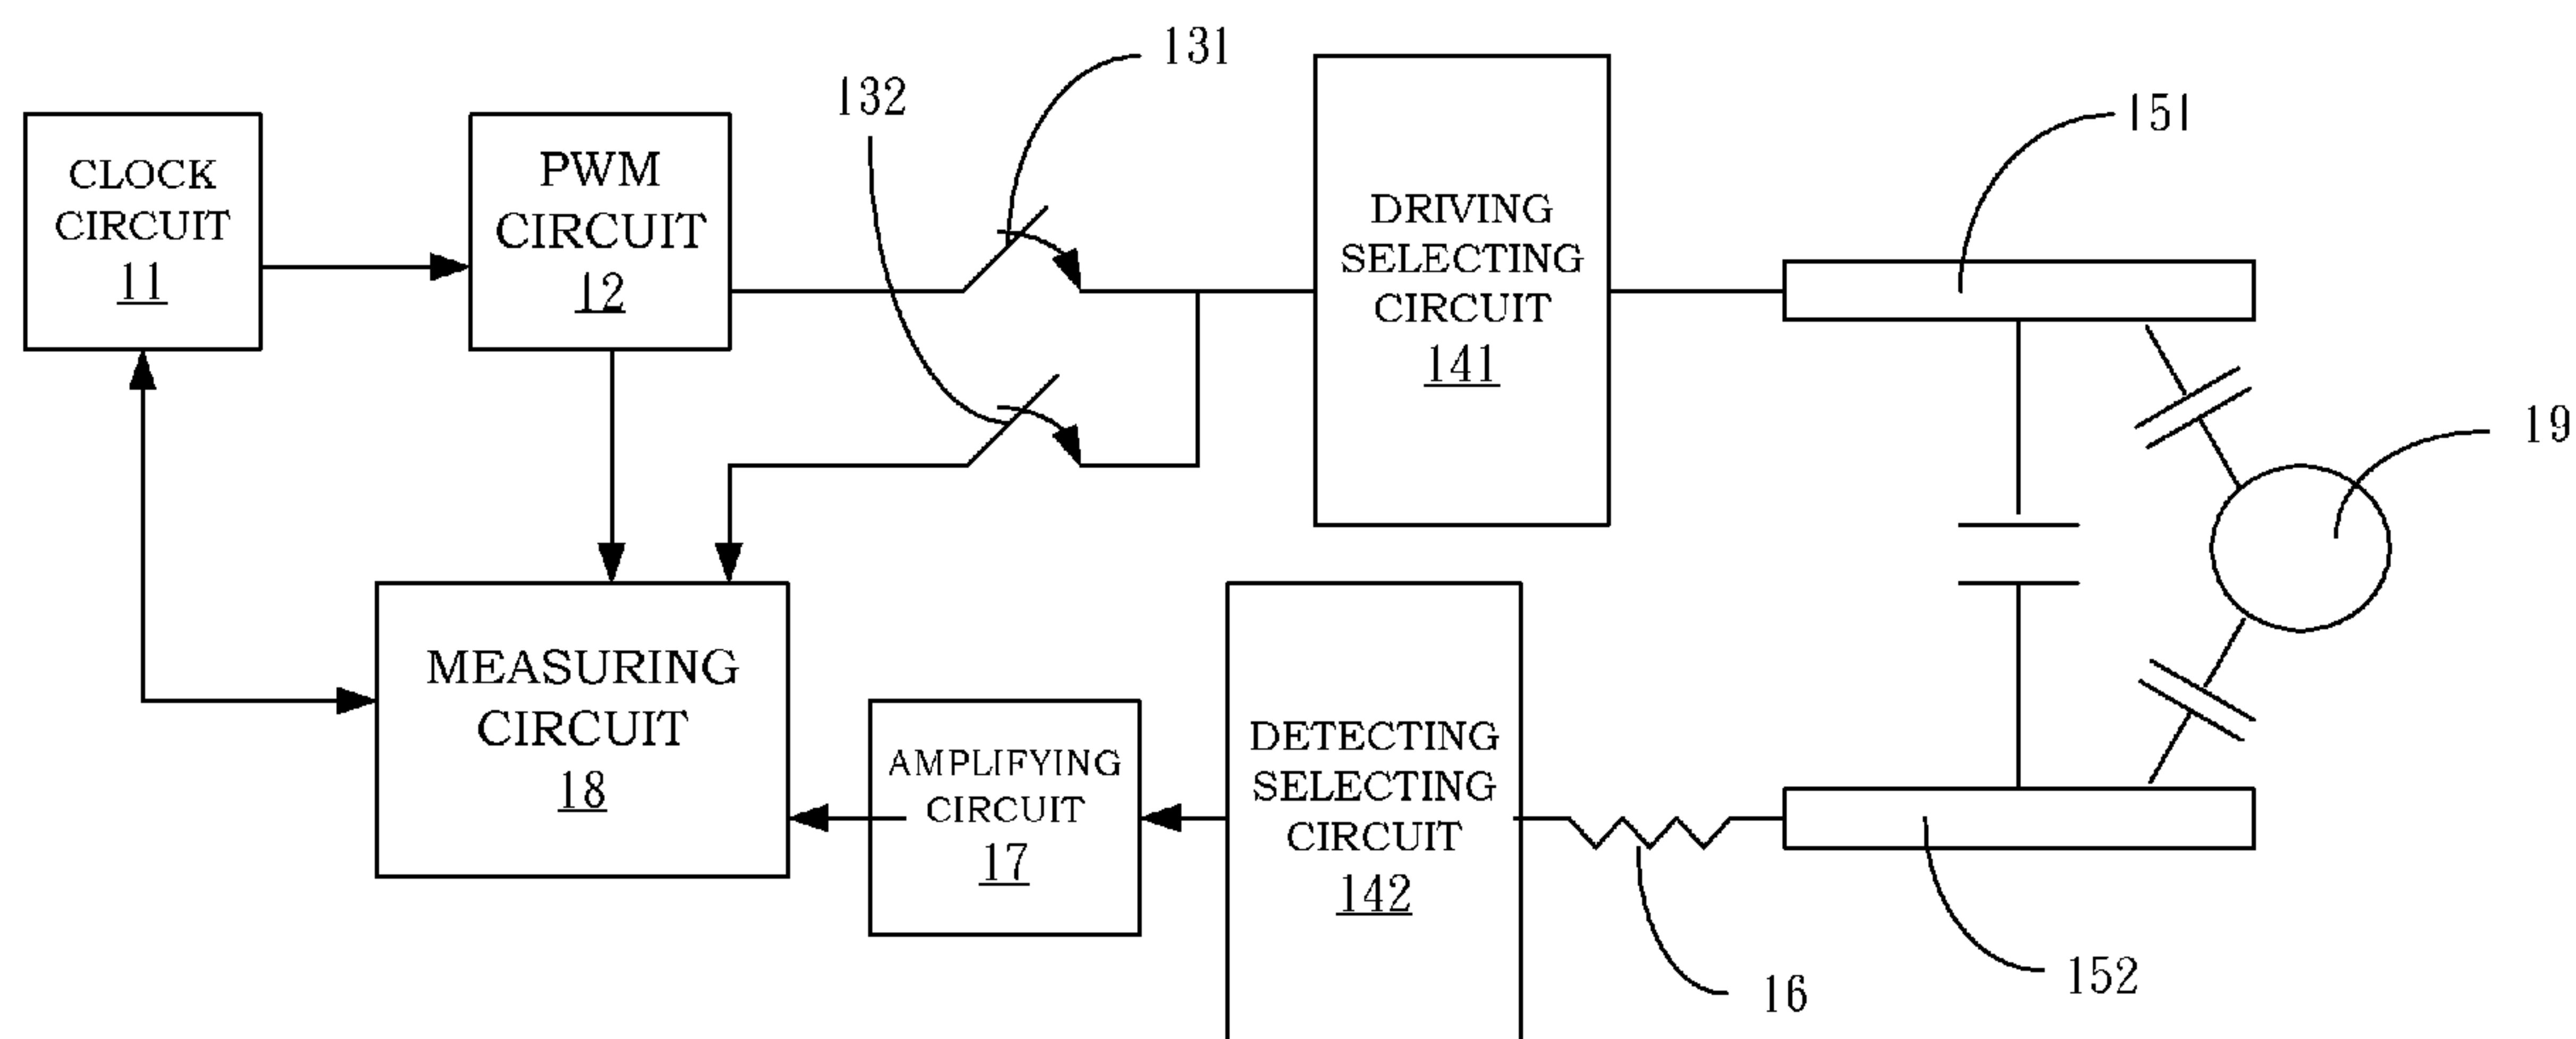 131
132
151
CLOCK
CIRCUIT
11
PWM
CIRCUIT
12
DRIVING
SELECTING
CIRCUIT
141
19
MEASURING
CIRCUIT
18
AMPLIFYING
CIRCUIT
17
DETECTING
SELECTING
CIRCUIT
142
16
152